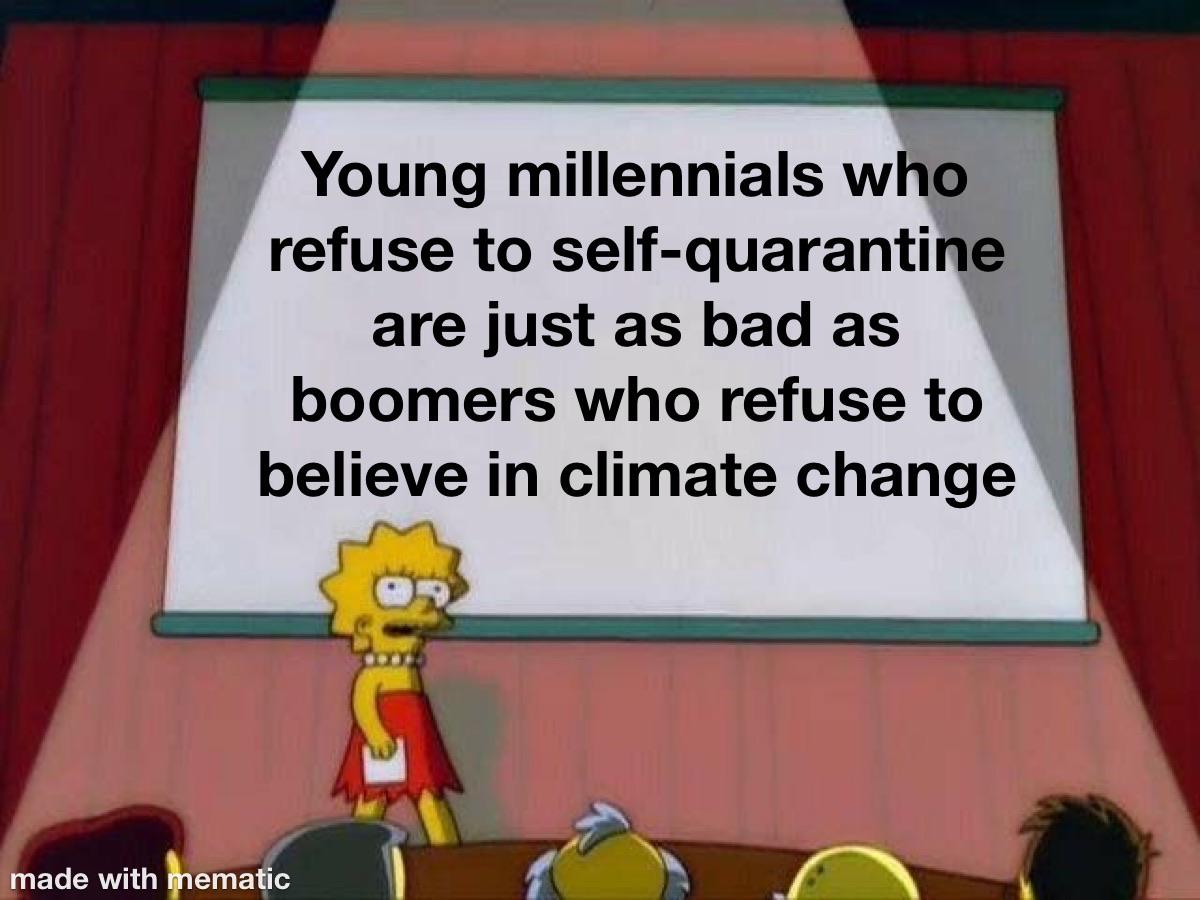 Young millennials who
refuse to self-quarantine
are just as bad as
boomers who refuse to
believe in climate change
made with mematic